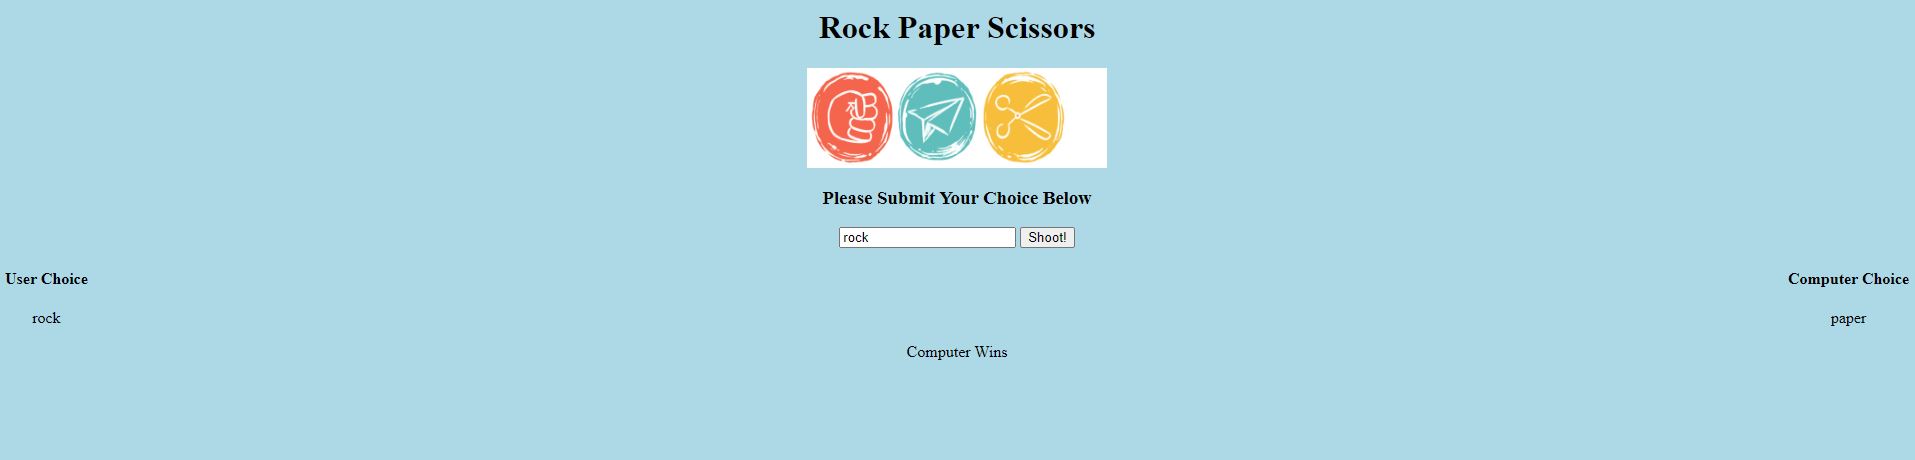 Rock Paper Scissors
Please Submit Your Choice Below
rock Shoot!
User Choice Computer Choice
rock paper
Computer Wins